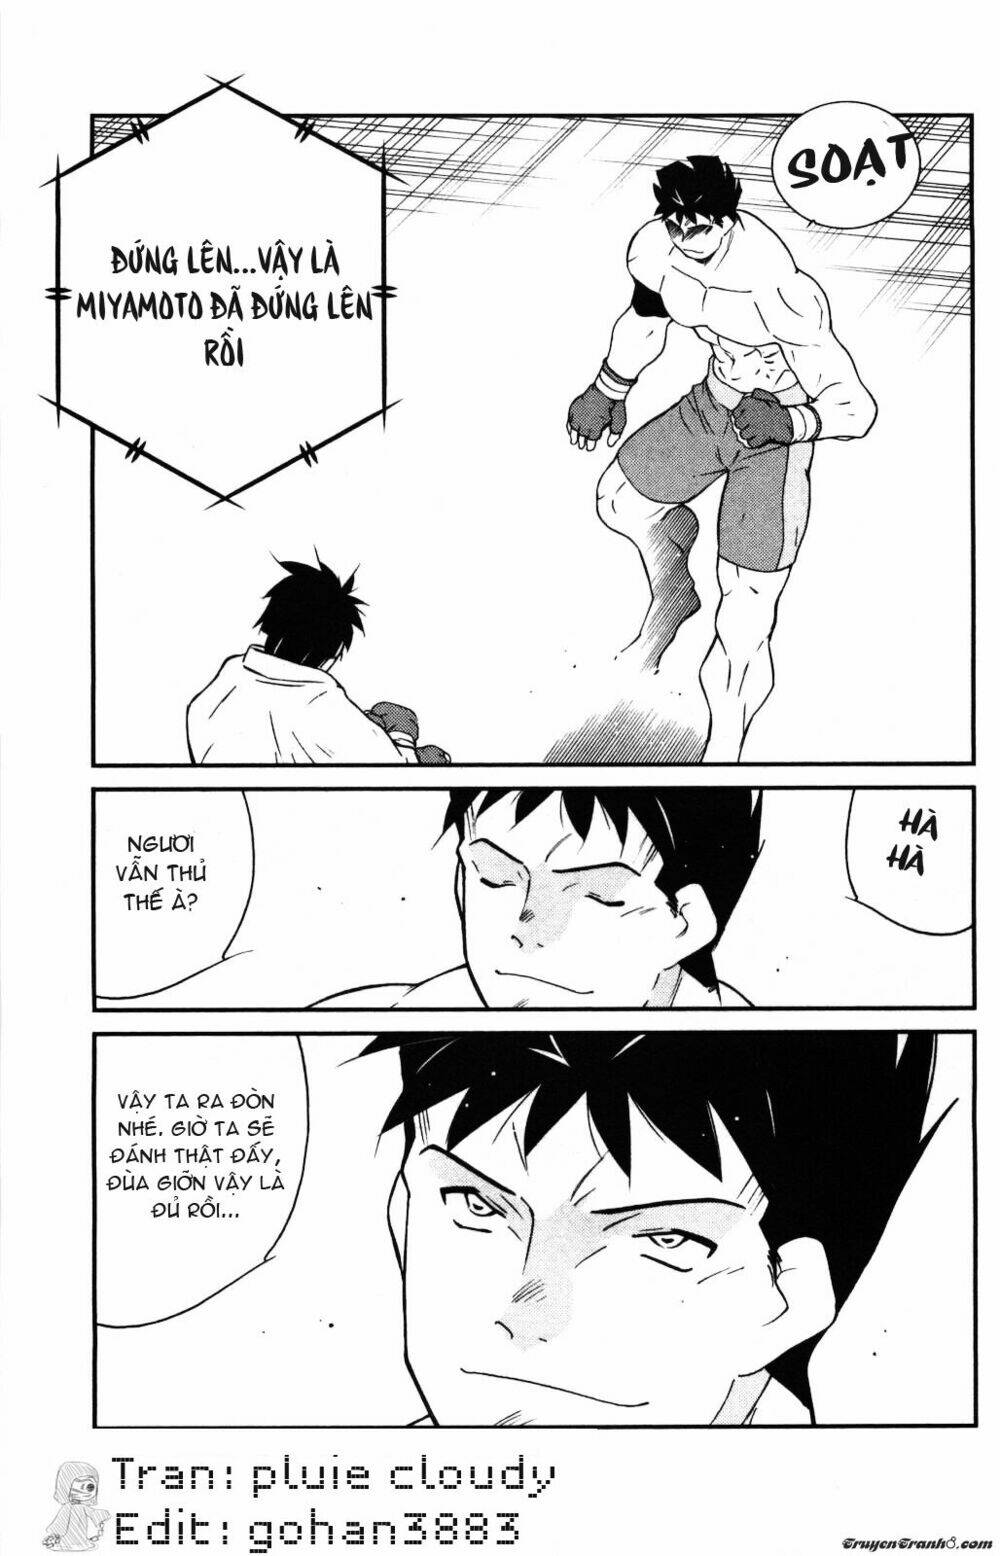 SOẠT
ĐỨNG LÊN...VẬY LÀ
MIYAMOTO ĐÃ ĐỨNG LÊN
RỒI
HÀ
HÀ
NGƯƠI
VẪN THỦ
THẾ À?
VẬY TA RA ĐÒN
NHÉ. GIỜ TA SẼ
ĐÁNH THẬT ĐẤY,
ĐÙA GIỠN VẬY LÀ
ĐỦ RỒI...
Tran: pluie cloudy
Edit: gohan3883
TruyenTranh8.com